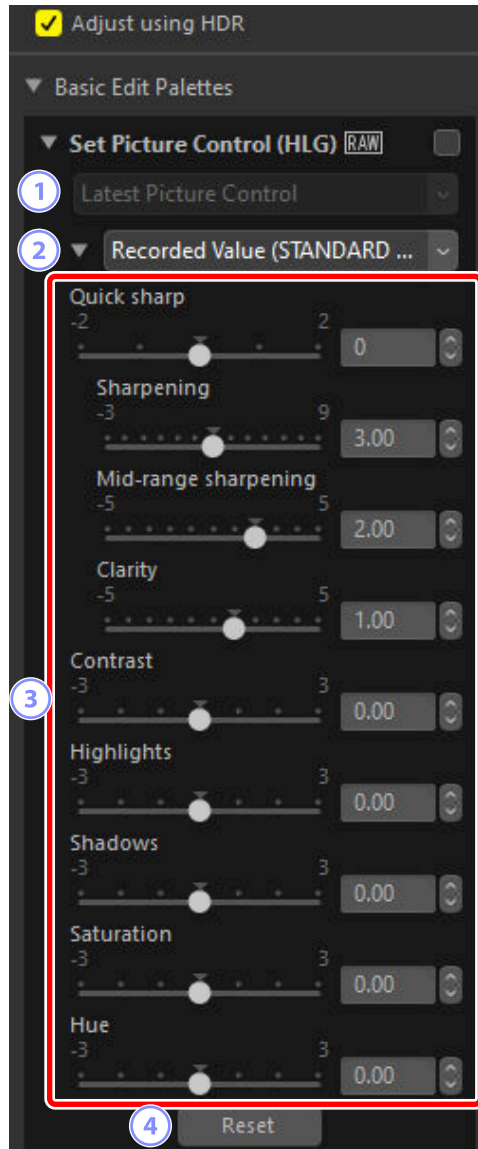 Adjust using HDR
Basic Edit Palettes
Set Picture Control (HLG) RAW
1 Latest Picture Control
2 Recorded Value (STANDARD ...
Quick sharp
-2 2
0
Sharpening
-3 9
3.00
Mid-range sharpening
-5 5
2.00
Clarity
-5 5
1.00
Contrast
3
-3 3
0.00
Highlights
-3 3
0.00
Shadows
-3 3
0.00
Saturation
-3 3
0.00
Hue
-3 3
0.00
4 Reset